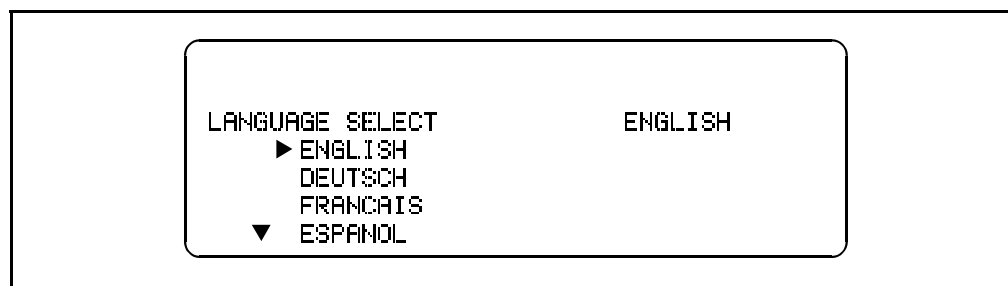 LANGUAGE SELECT ENGLISH
▶ ENGLISH
DEUTSCH
FRANCAIS
▼ ESPANOL